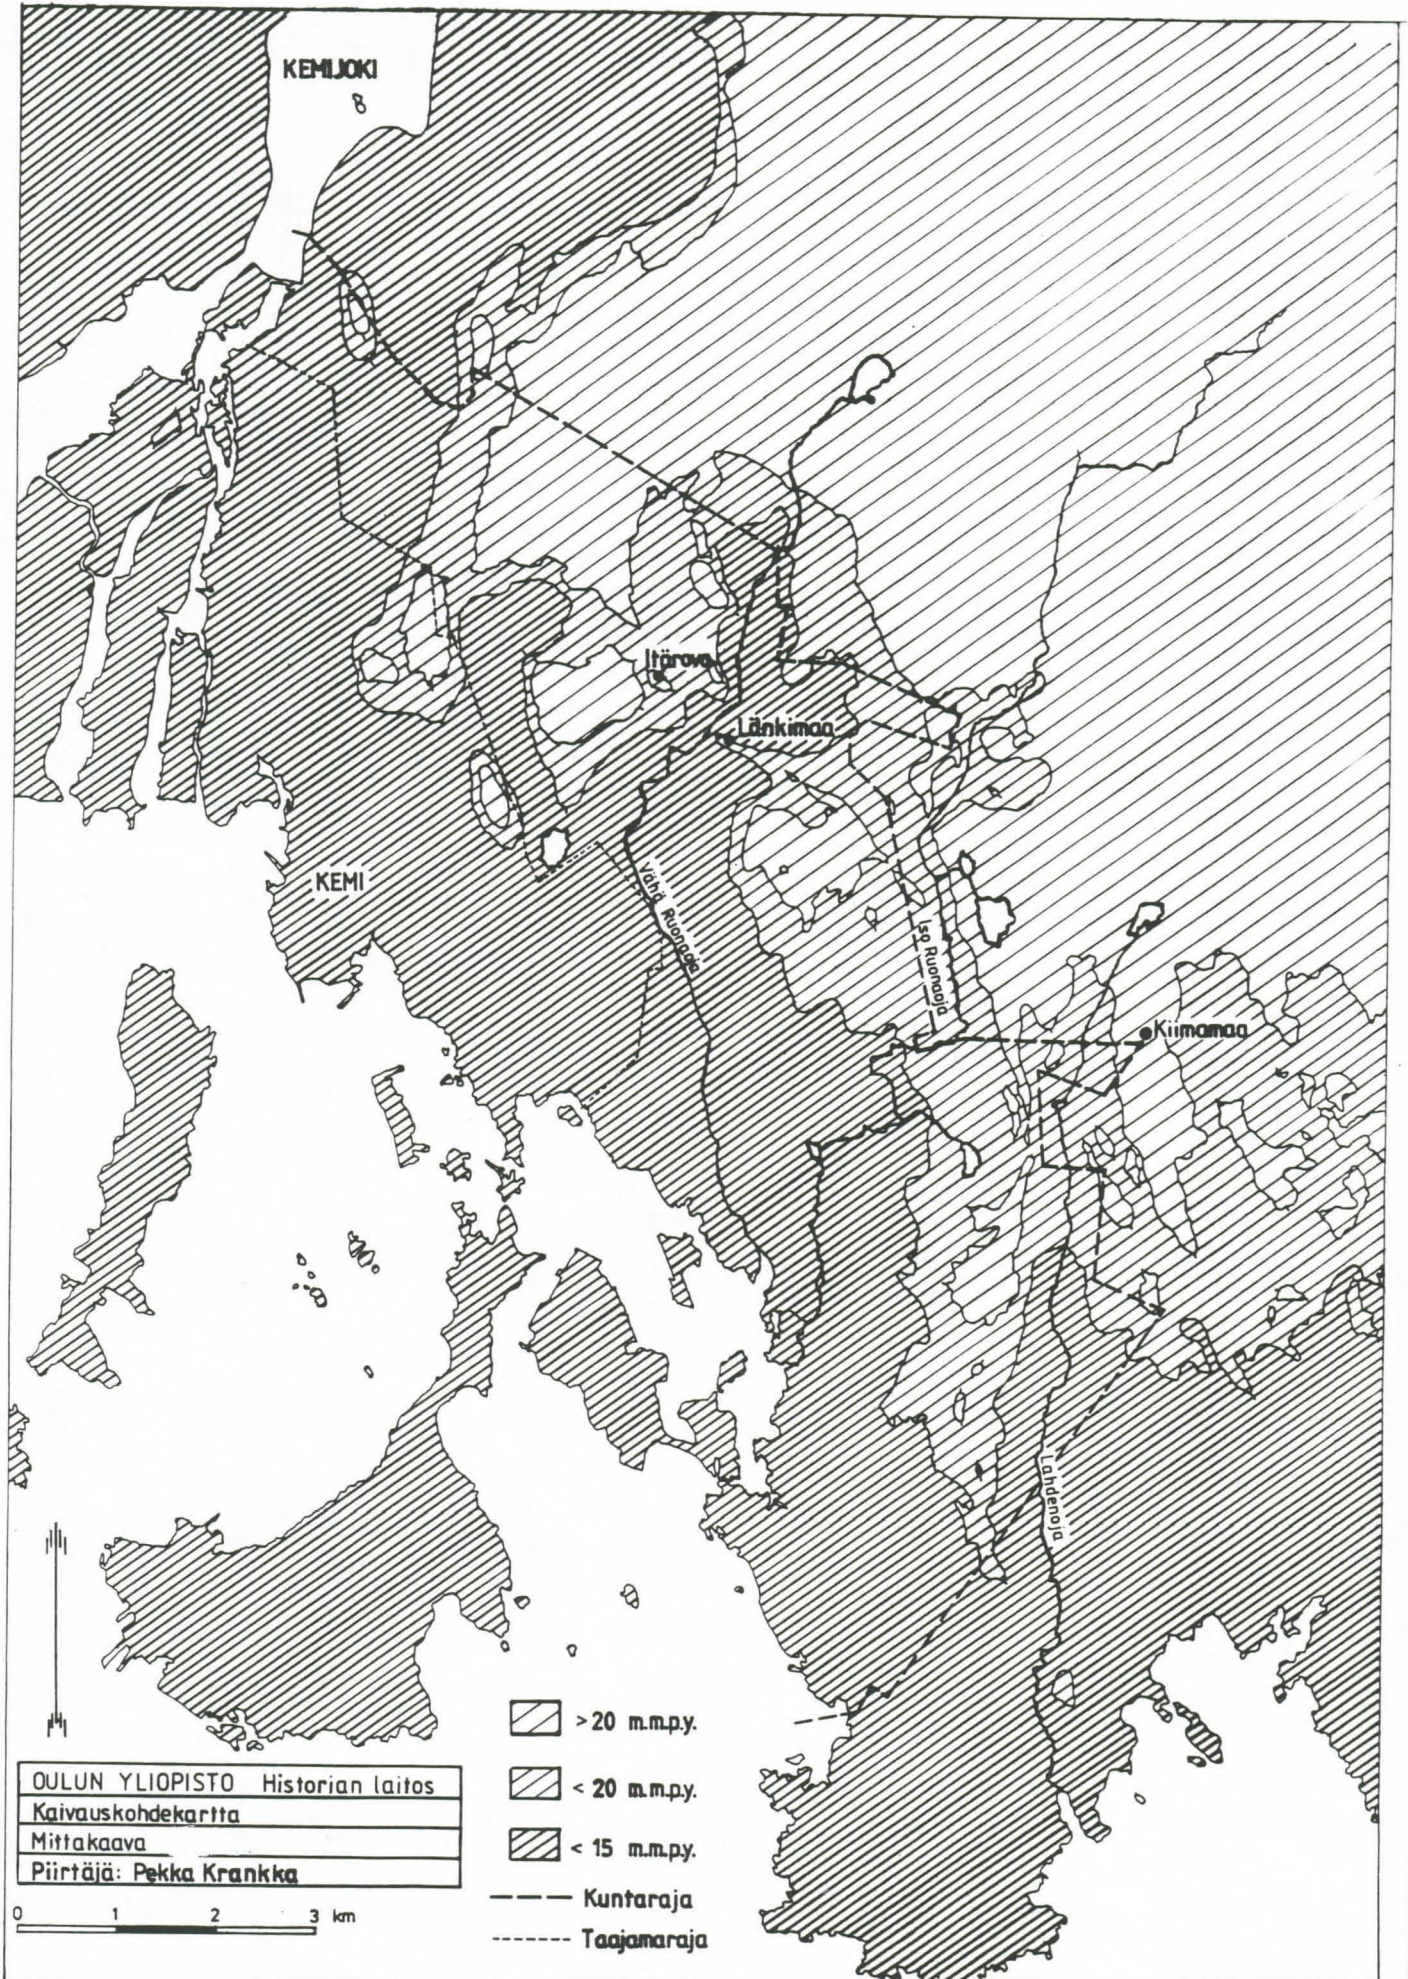 KEMIJOKI
Itärova
Länkimaa
KEMI
Vähä Ruonaoja
Iso Ruonaoja
Kiimamaa
Lahdenoja
>20 m.m.p.y.
< 20 m.m.p.y.
< 15 m.m.p.y.
Kuntaraja
Taajamaraja
OULUN YLIOPISTO Historian laitos
Kaivauskohdekartta
Mittakaava
Piirtäjä: Pekka Krankka
0 1 2 3 km